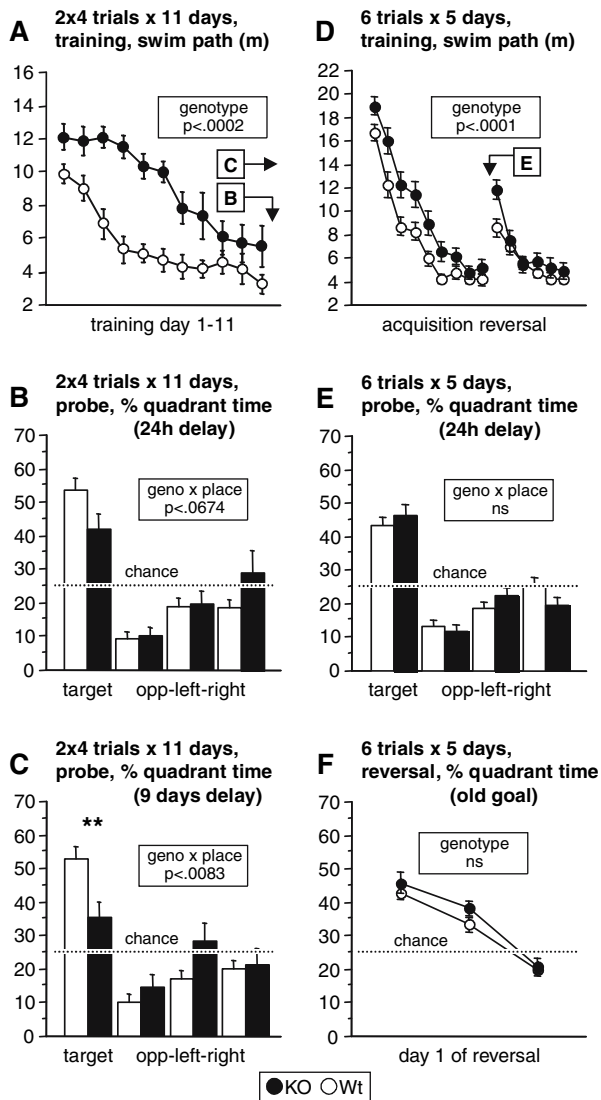 A
2x4 trials x 11 days,
training, swim path (m)
16
14
12
10
8
6
4
2
genotype
p<.0002
C
B
training day 1-11
D
6 trials x 5 days,
training, swim path (m)
22
20
18
16
14
12
10
8
6
4
2
genotype
p<.0001
E
acquisition reversal
B
2x4 trials x 11 days,
probe, % quadrant time
(24h delay)
70
60
50
40
30
20
10
0
geno x place
p<.0674
chance
target opp-left-right
E
6 trials x 5 days,
probe, % quadrant time
(24h delay)
70
60
50
40
30
20
10
0
geno x place
ns
chance
target opp-left-right
C
2x4 trials x 11 days,
probe, % quadrant time
(9 days delay)
70
60
50
40
30
20
10
0
**
geno x place
p<.0083
chance
target opp-left-right
F
6 trials x 5 days,
reversal, % quadrant time
(old goal)
70
60
50
40
30
20
10
0
genotype
ns
chance
day 1 of reversal
KO Wt